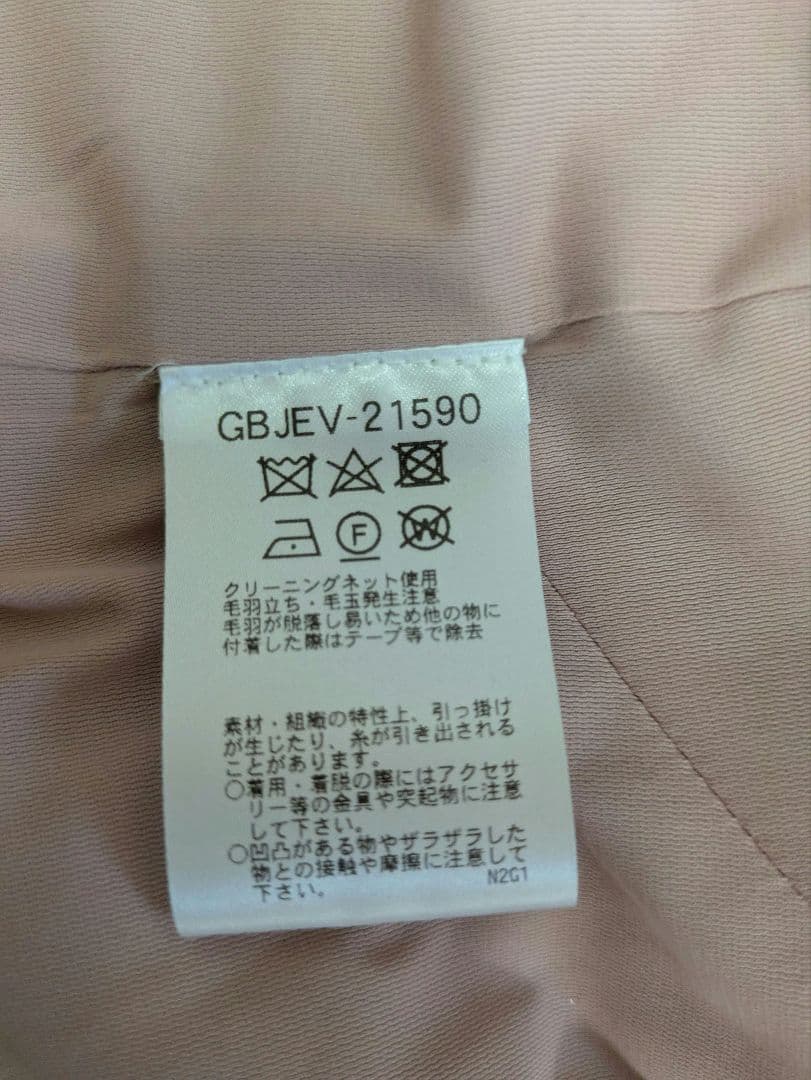 GBJEV-21590
F
W
クリーニングネット使用
毛羽立ち・毛玉発生注意
毛羽が脱落し易いため他の物に
付着した際はテープ等で除去
素材・組織の特性上、引っ掛け
が生じたり、糸が引き出される
ことがあります。
○着用・着脱の際にはアクセサ
リー等の金具や突起物に注意
して下さい。
○凹凸がある物やザラザラした
物との接触や摩擦に注意して
下さい。
N2G1